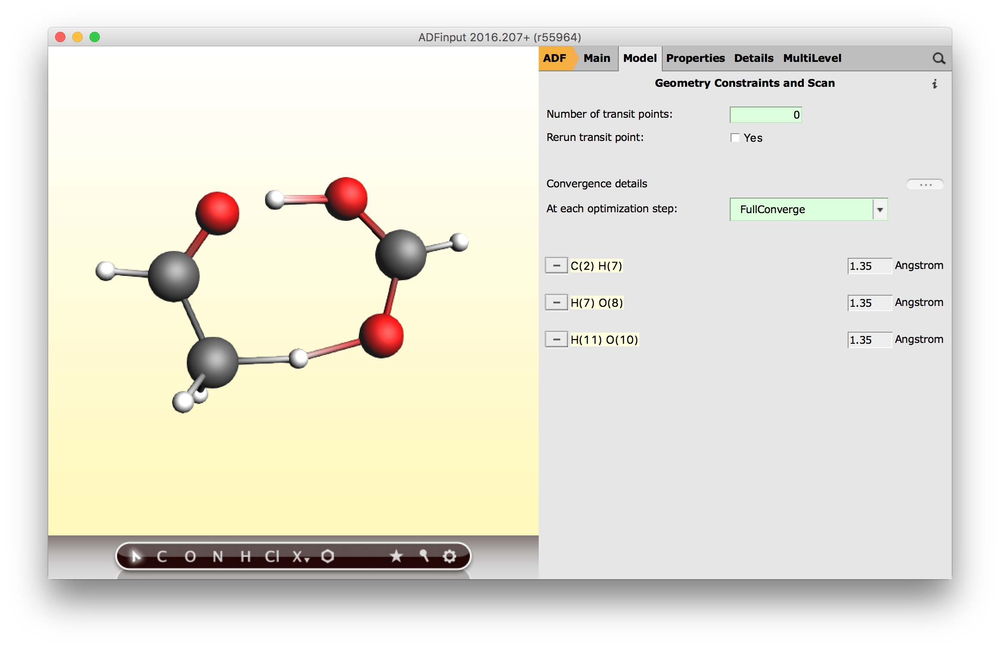 ADFinput 2016.207+ (r55964)
ADF Main Model Properties Details MultiLevel
Geometry Constraints and Scan i
Number of transit points: 0
Rerun transit point: Yes
Convergence details ...
At each optimization step: FullConverge
C(2) H(7) 1.35 Angstrom
H(7) O(8) 1.35 Angstrom
H(11) O(10) 1.35 Angstrom
C O N H Cl X